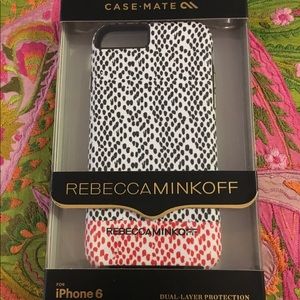 CASE·MATE
REBECCAMINKOFF
REBECCAMINKOFF
FOR
iPhone 6
DUAL-LAYER PROTECTION